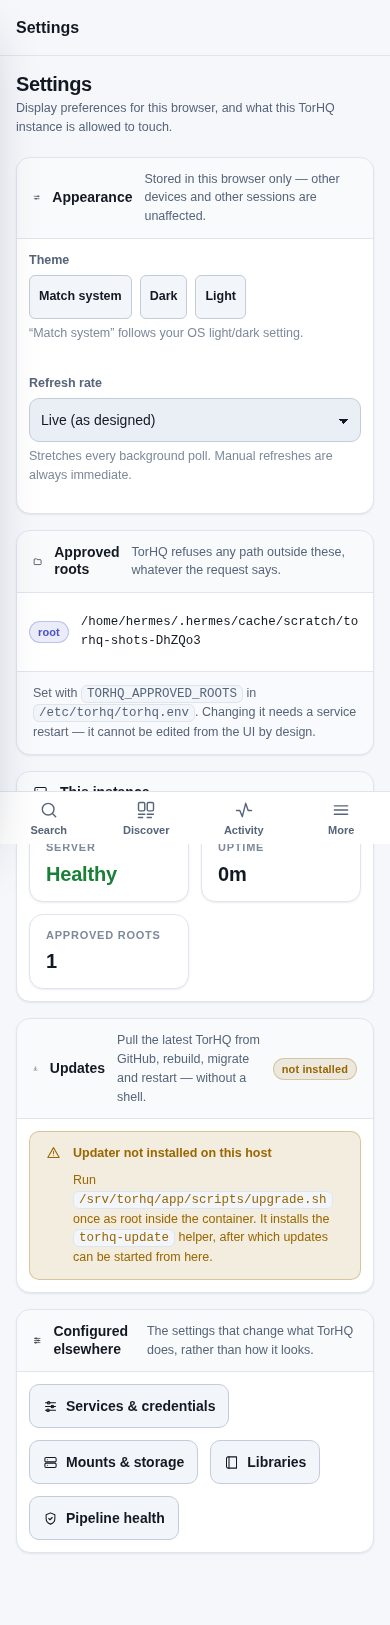 Settings
Settings
Display preferences for this browser, and what this TorHQ
instance is allowed to touch.
Appearance
Stored in this browser only — other
devices and other sessions are
unaffected.
Theme
Match system
Dark
Light
“Match system” follows your OS light/dark setting.
Refresh rate
Live (as designed)
Stretches every background poll. Manual refreshes are
always immediate.
Approved
roots
TorHQ refuses any path outside these,
whatever the request says.
root
/home/hermes/.hermes/cache/scratch/to
rhq-shots-DhZQo3
Set with TORHQ_APPROVED_ROOTS in
/etc/torhq/torhq.env. Changing it needs a service
restart — it cannot be edited from the UI by design.
This instance
Search
Discover
Activity
More
SERVER
Healthy
UPTIME
0m
APPROVED ROOTS
1
Updates
Pull the latest TorHQ from
GitHub, rebuild, migrate
and restart — without a
shell.
not installed
Updater not installed on this host
Run
/srv/torhq/app/scripts/upgrade.sh
once as root inside the container. It installs the
torhq-update helper, after which updates
can be started from here.
Configured
elsewhere
The settings that change what TorHQ
does, rather than how it looks.
Services & credentials
Mounts & storage
Libraries
Pipeline health